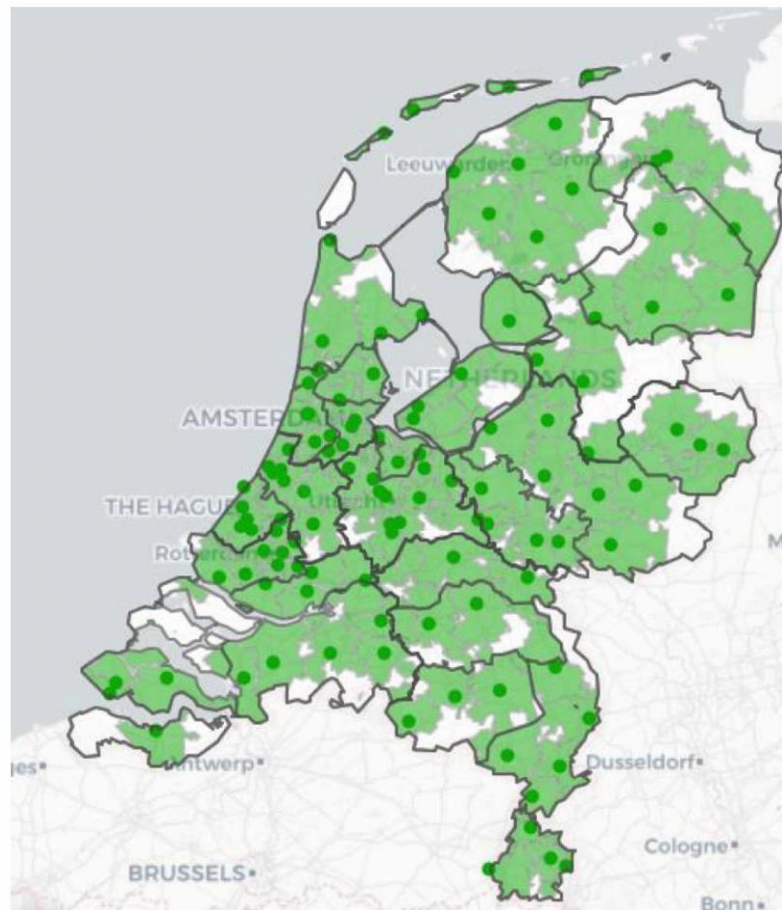 Leeuwarden
Groningen
NETHERLANDS
AMSTERDAM
THE HAGUE
Utrecht
Rotterdam
Antwerp
Dusseldorf
Cologne
BRUSSELS
Bonn